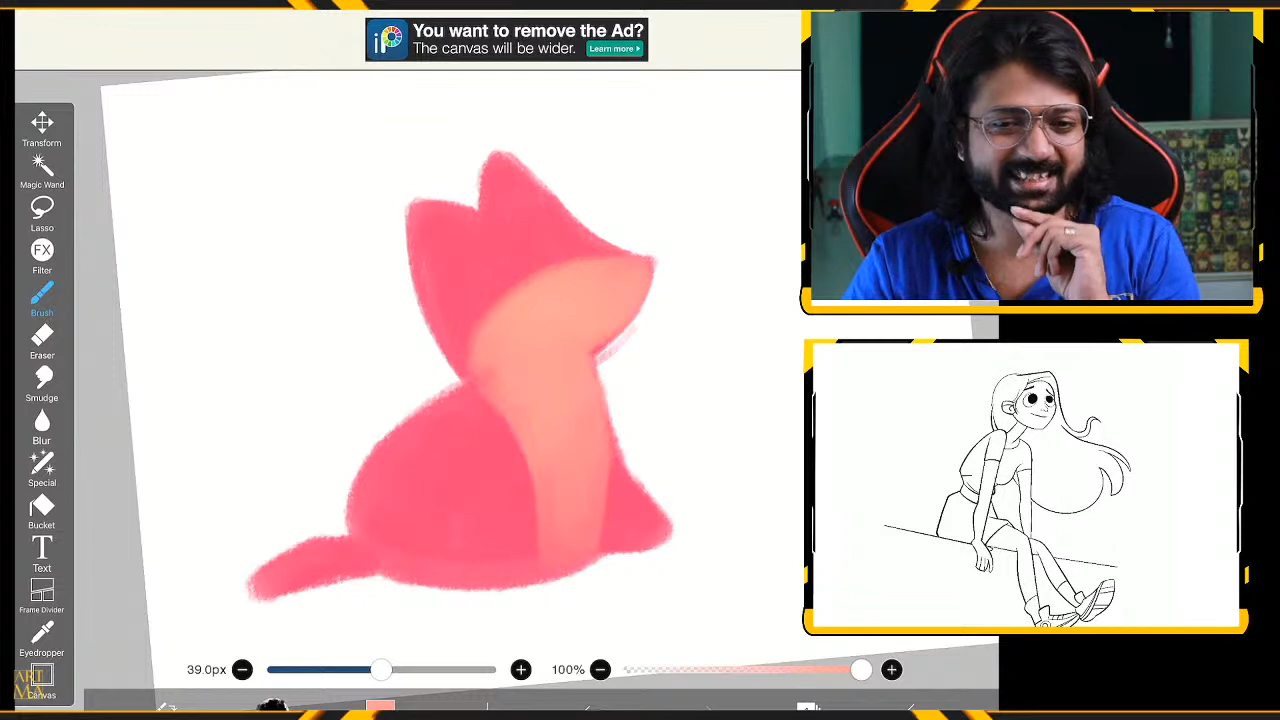 You want to remove the Ad?
The canvas will be wider.
Learn more
iP
Transform
Magic Wand
Lasso
FX
Filter
Brush
Eraser
Smudge
Blur
Special
Bucket
T
Text
Frame Divider
Eyedropper
Canvas
39.0px
100%